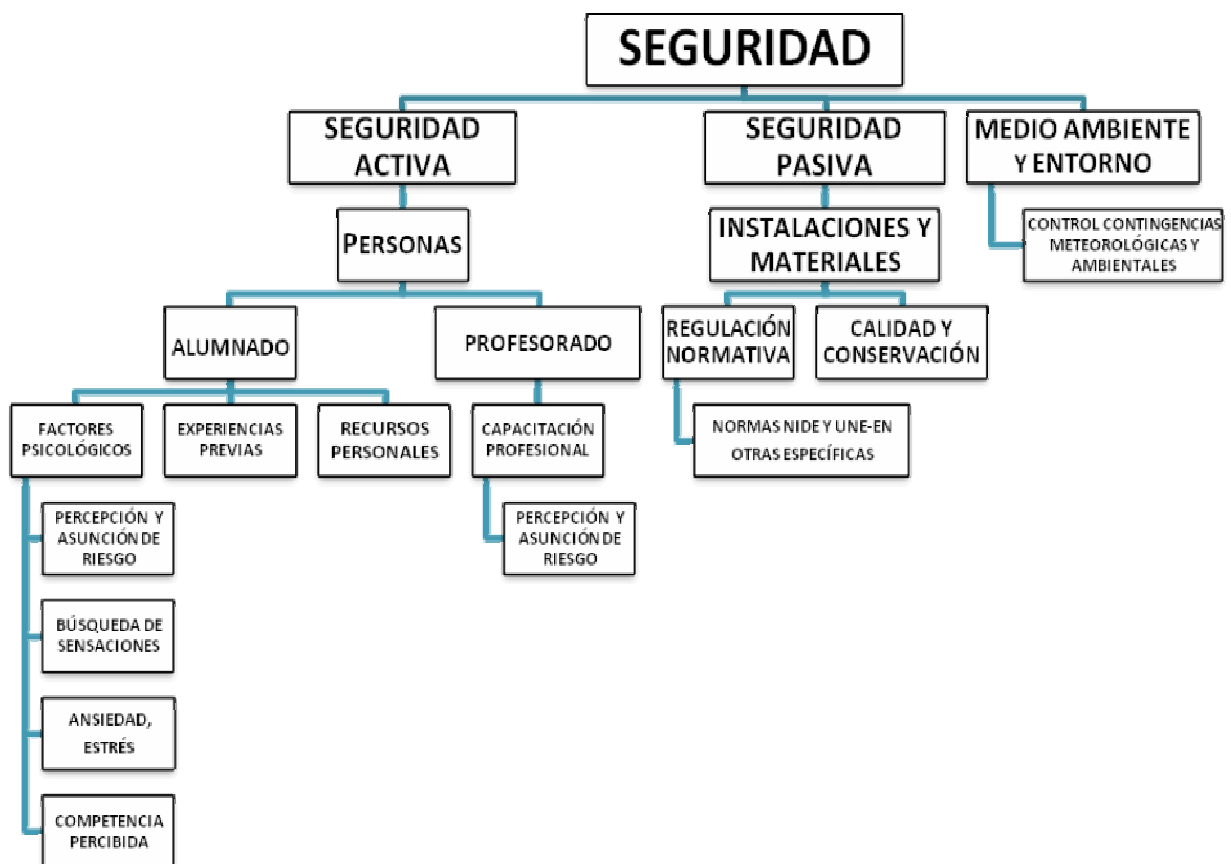 SEGURIDAD
SEGURIDAD
ACTIVA
SEGURIDAD
PASIVA
MEDIO AMBIENTE
Y ENTORNO
PERSONAS
INSTALACIONES Y
MATERIALES
CONTROL CONTINGENCIAS
METEOROLÓGICAS Y
AMBIENTALES
ALUMNADO
PROFESORADO
REGULACIÓN
NORMATIVA
CALIDAD Y
CONSERVACIÓN
FACTORES
PSICOLÓGICOS
EXPERIENCIAS
PREVIAS
RECURSOS
PERSONALES
CAPACITACIÓN
PROFESIONAL
NORMAS NIDE Y UNE-EN
OTRAS ESPECÍFICAS
PERCEPCIÓN Y
ASUNCIÓN DE
RIESGO
PERCEPCIÓN Y
ASUNCIÓN DE
RIESGO
BÚSQUEDA DE
SENSACIONES
ANSIEDAD,
ESTRÉS
COMPETENCIA
PERCIBIDA